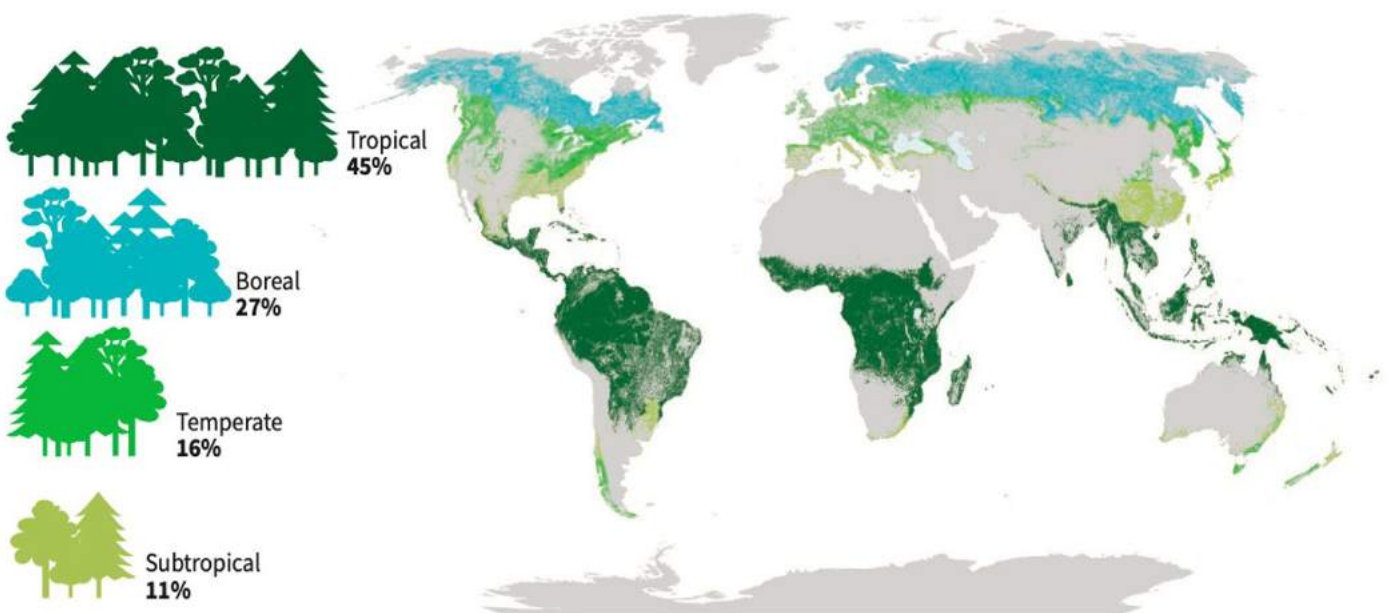 Tropical
45%
Boreal
27%
Temperate
16%
Subtropical
11%